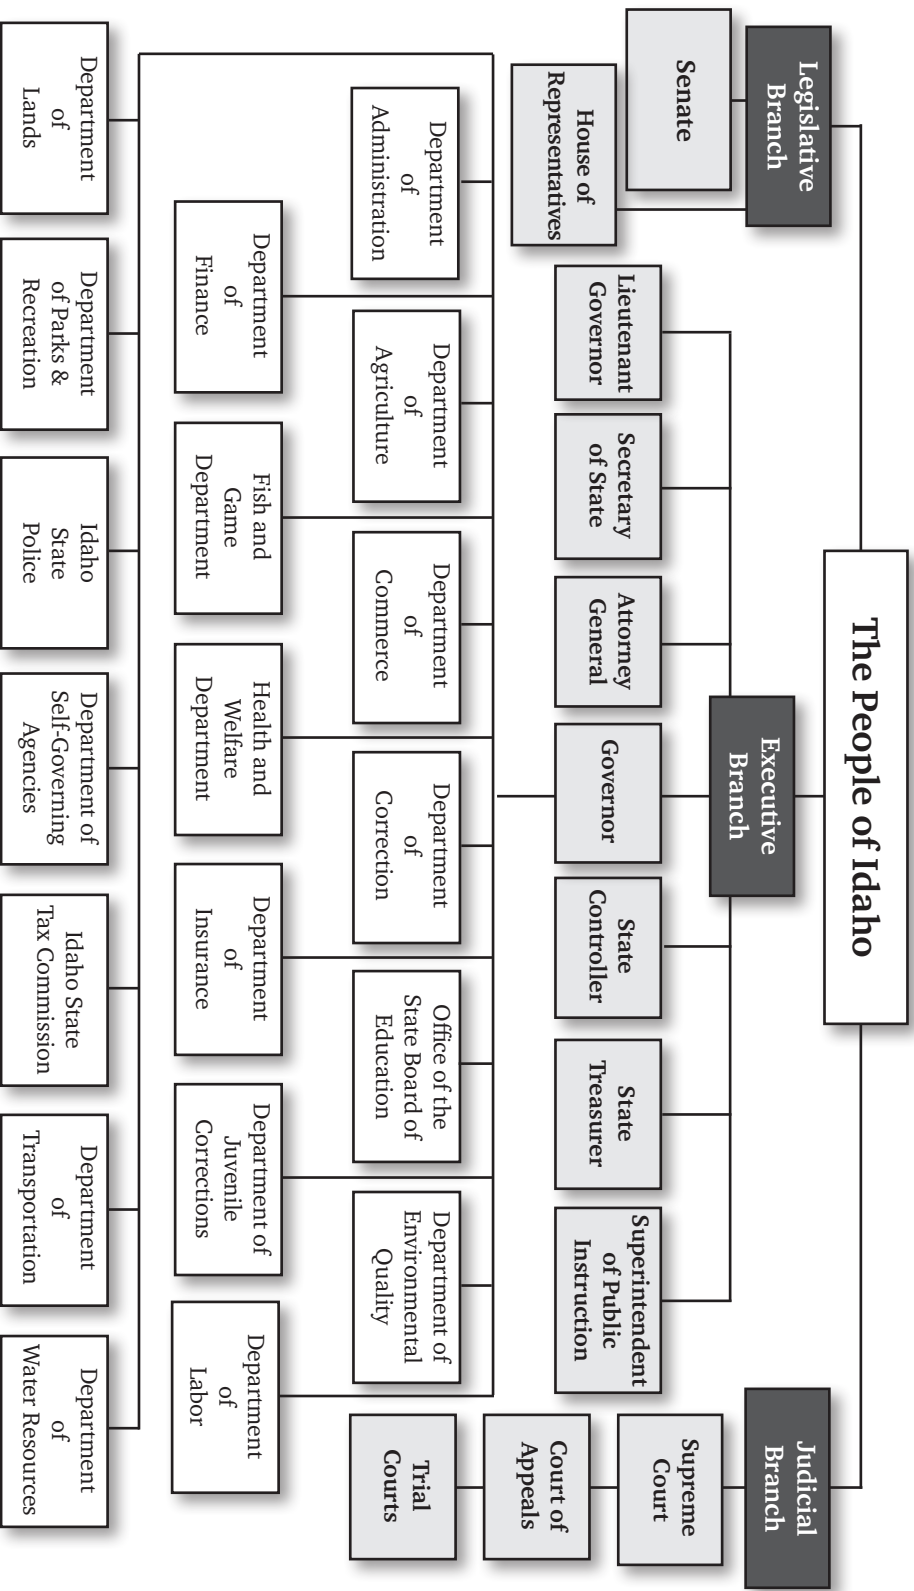 The People of Idaho
Legislative
Branch
Executive
Branch
Judicial
Branch
Senate
House of
Representatives
Lieutenant
Governor
Secretary
of State
Attorney
General
Governor
State
Controller
State
Treasurer
Superintendent
of Public
Instruction
Supreme
Court
Court of
Appeals
Trial
Courts
Department
of
Administration
Department
of
Agriculture
Department
of
Commerce
Department
of
Correction
Office of the
State Board of
Education
Department of
Environmental
Quality
Department
of
Finance
Fish and
Game
Department
Health and
Welfare
Department
Department
of
Insurance
Department of
Juvenile
Corrections
Department
of
Labor
Department
of
Lands
Department
of Parks &
Recreation
Idaho
State
Police
Department of
Self-Governing
Agencies
Idaho State
Tax Commission
Department
of
Transportation
Department
of
Water Resources